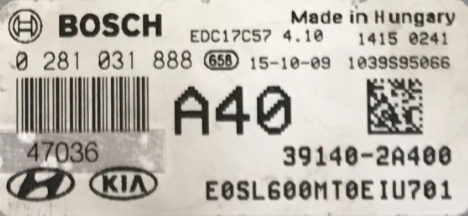 BOSCH EDC17C57 4.10 Made in Hungary
1415 0241
0 281 031 888 658 15-10-09 1039S95066
A40
47036
39140-2A400
KIA E0SL600MT0EIU701